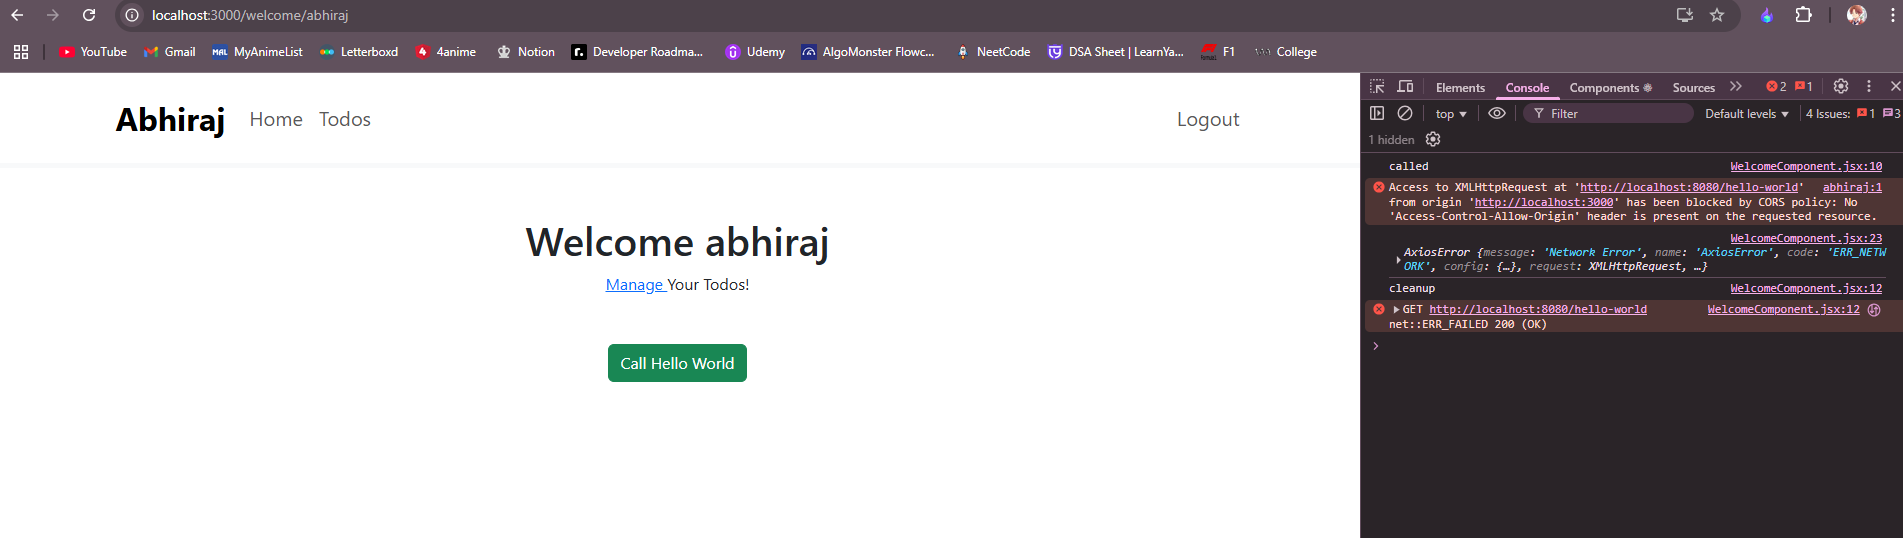 localhost:3000/welcome/abhiraj
YouTube Gmail MyAnimeList Letterboxd 4anime Notion Developer Roadma... Udemy AlgoMonster Flowc... NeetCode DSA Sheet | LearnYa... F1 College
Abhiraj Home Todos Logout
Welcome abhiraj
Manage Your Todos!
Call Hello World
Elements Console Components Sources 2 1
top Filter Default levels 4 Issues: 1 3
1 hidden
called WelcomeComponent.jsx:10
Access to XMLHttpRequest at 'http://localhost:8080/hello-world' abhiraj:1
from origin 'http://localhost:3000' has been blocked by CORS policy: No
'Access-Control-Allow-Origin' header is present on the requested resource.
WelcomeComponent.jsx:23
AxiosError {message: 'Network Error', name: 'AxiosError', code: 'ERR_NETW
ORK', config: {…}, request: XMLHttpRequest, …}
cleanup WelcomeComponent.jsx:12
GET http://localhost:8080/hello-world WelcomeComponent.jsx:12
net::ERR_FAILED 200 (OK)